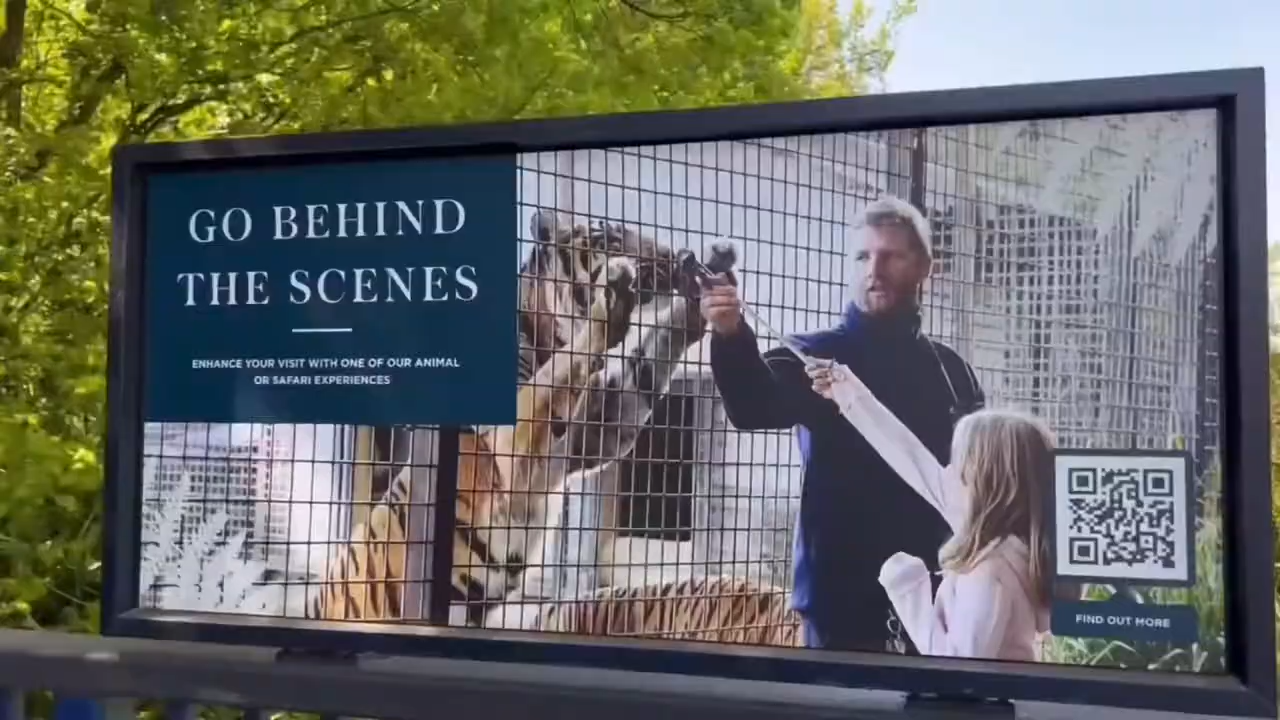 GO BEHIND
THE SCENES
ENHANCE YOUR VISIT WITH ONE OF OUR ANIMAL
OR SAFARI EXPERIENCES
FIND OUT MORE